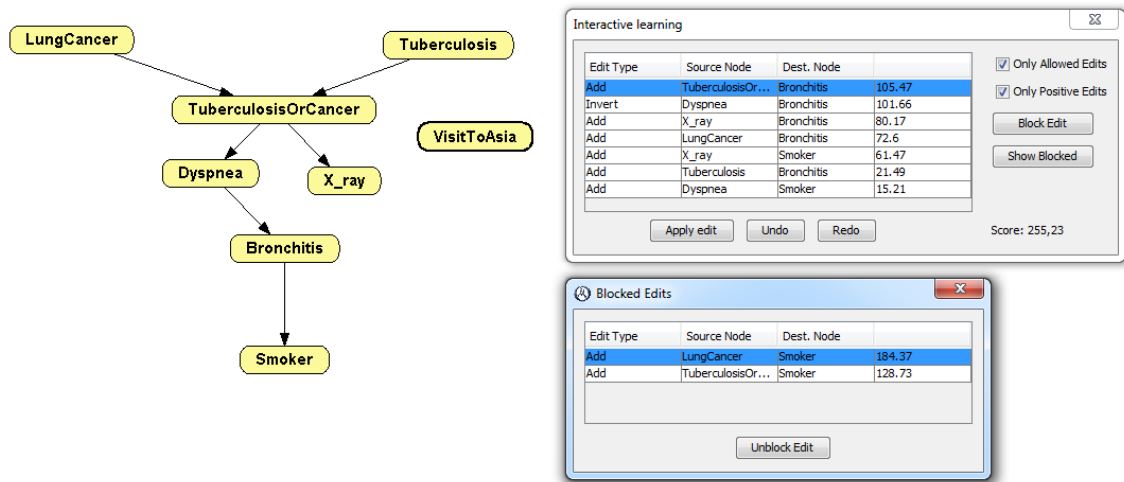 LungCancer
Tuberculosis
TuberculosisOrCancer
VisitToAsia
Dyspnea
X_ray
Bronchitis
Smoker
Interactive learning
Edit Type Source Node Dest. Node
Add TuberculosisOr... Bronchitis 105.47
Invert Dyspnea Bronchitis 101.66
Add X_ray Bronchitis 80.17
Add LungCancer Bronchitis 72.6
Add X_ray Smoker 61.47
Add Tuberculosis Bronchitis 21.49
Add Dyspnea Smoker 15.21
Only Allowed Edits
Only Positive Edits
Block Edit
Show Blocked
Apply edit Undo Redo Score: 255,23
Blocked Edits
Edit Type Source Node Dest. Node
Add LungCancer Smoker 184.37
Add TuberculosisOr... Smoker 128.73
Unblock Edit